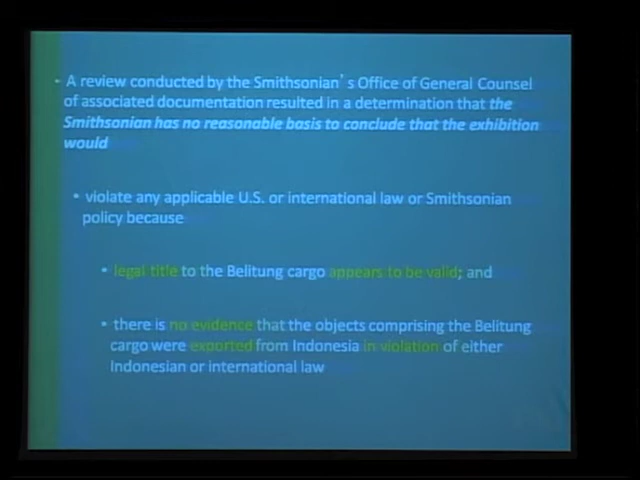 • A review conducted by the Smithsonian's Office of General Counsel
of associated documentation resulted in a determination that the
Smithsonian has no reasonable basis to conclude that the exhibition
would
• violate any applicable U.S. or international law or Smithsonian
policy because
• legal title to the Belitung cargo appears to be valid; and
• there is no evidence that the objects comprising the Belitung
cargo were exported from Indonesia in violation of either
Indonesian or international law